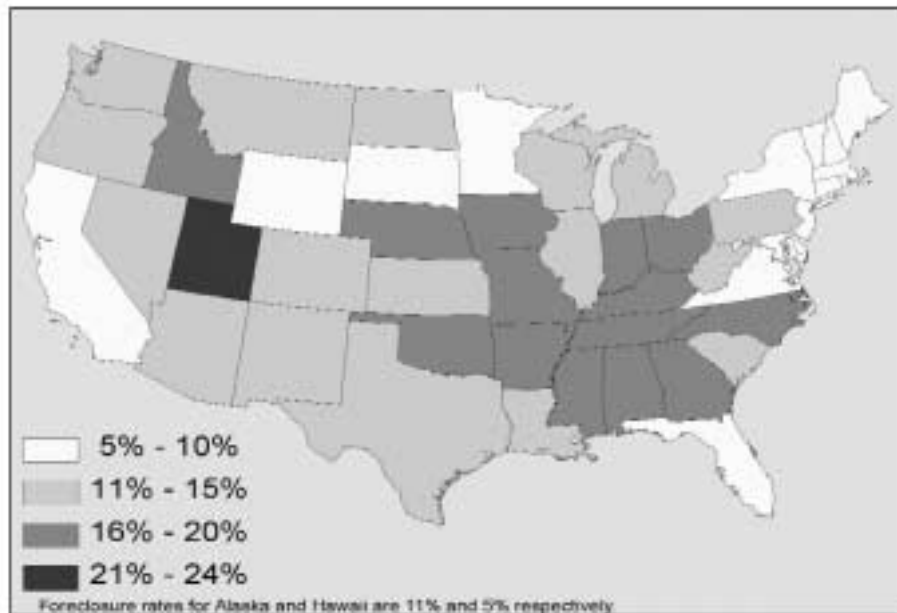 5% - 10%
11% - 15%
16% - 20%
21% - 24%
Foreclosure rates for Alaska and Hawaii are 11% and 5% respectively.